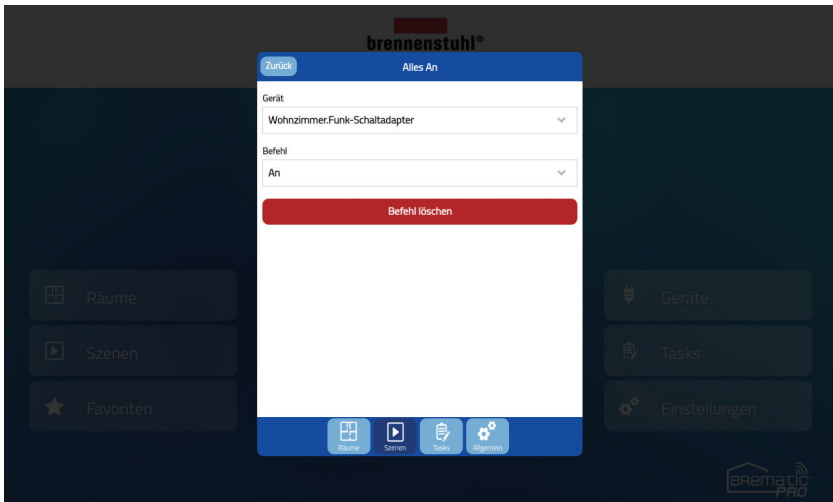 brennenstuhl®
Zurück
Alles An
Gerät
Wohnzimmer.Funk-Schaltadapter
Befehl
An
Befehl löschen
Räume
Szenen
Favoriten
Geräte
Tasks
Einstellungen
Räume
Szenen
Tasks
Allgemein
BREMATIC
PRO